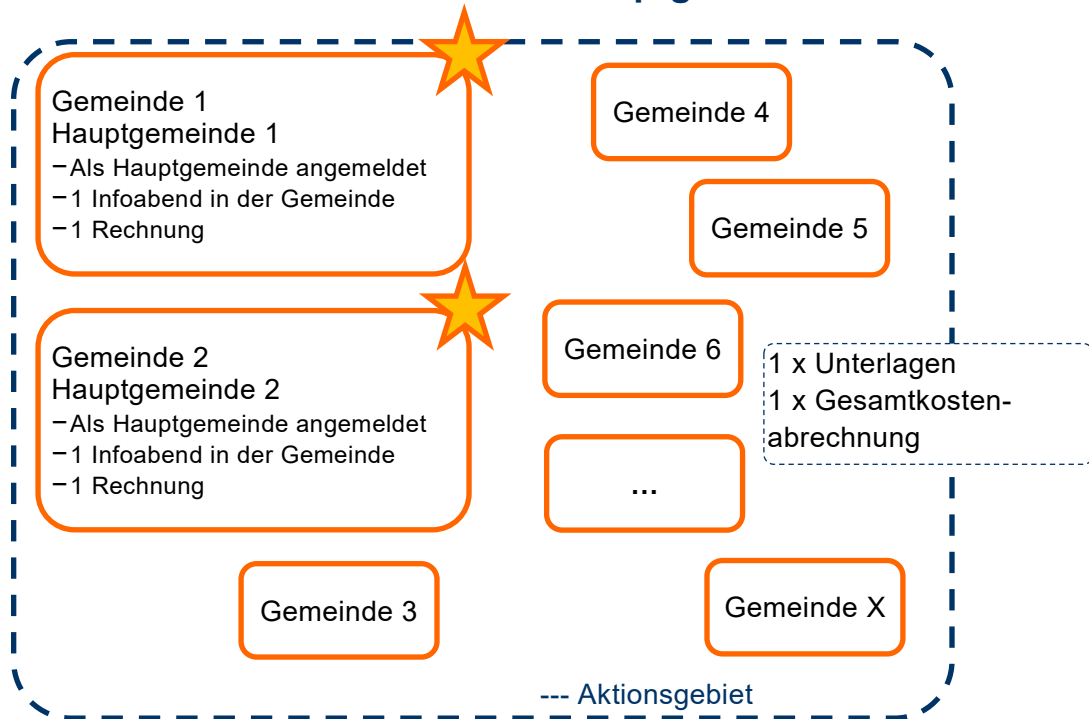 Gemeinde 1
Hauptgemeinde 1
–Als Hauptgemeinde angemeldet
–1 Infoabend in der Gemeinde
–1 Rechnung
Gemeinde 2
Hauptgemeinde 2
–Als Hauptgemeinde angemeldet
–1 Infoabend in der Gemeinde
–1 Rechnung
Gemeinde 3
Gemeinde 4
Gemeinde 5
Gemeinde 6
...
Gemeinde X
1 x Unterlagen
1 x Gesamtkosten-
abrechnung
--- Aktionsgebiet